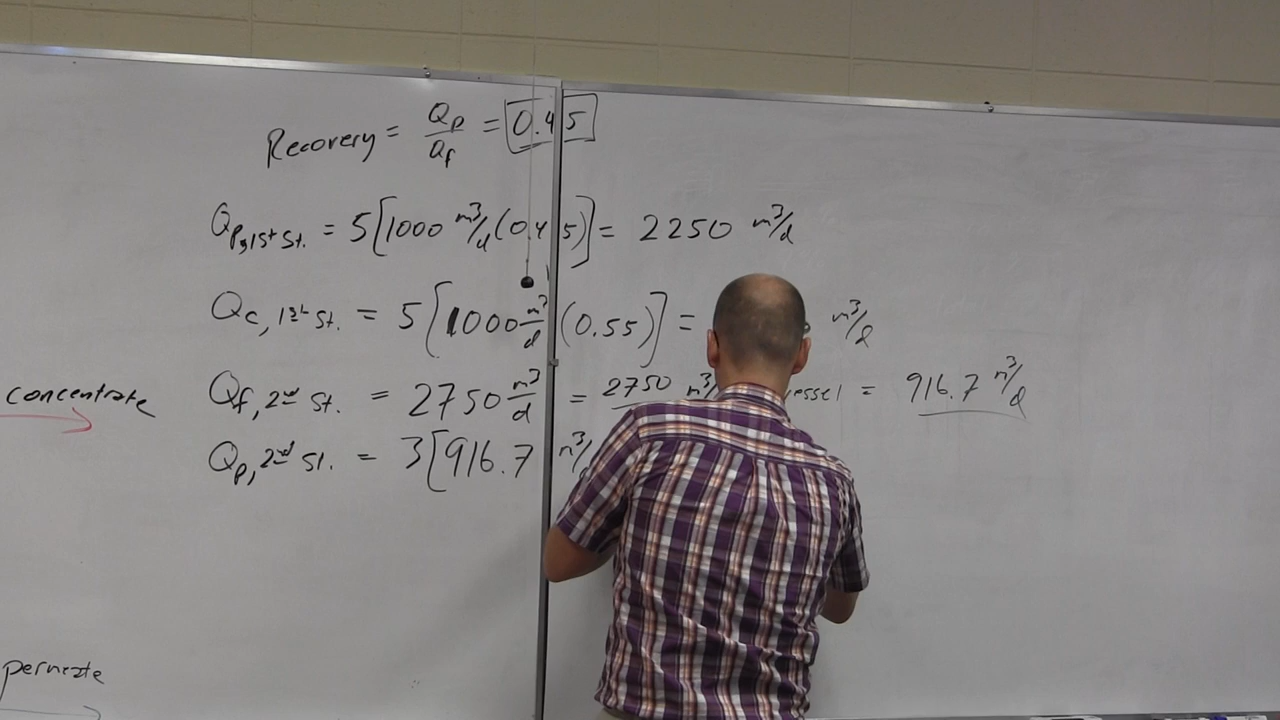 Recovery = Qp/Qf = 0.45
Qp,1st St. = 5[1000 m³/d (0.45)] = 2250 m³/d
Qc, 1st St. = 5[1000 m³/d (0.55)] = m³/d
concentrate
Qf, 2nd St. = 2750 m³/d = 2750 m³/ = 916.7 m³/d
Qp, 2nd St. = 3[916.7 m³/
permeate